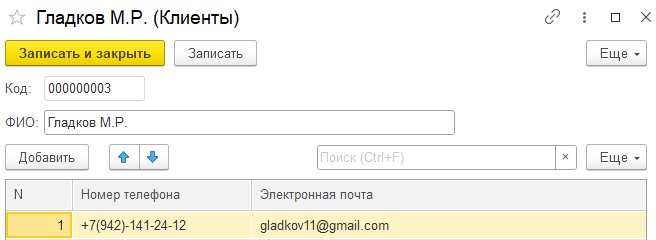 Гладков М.Р. (Клиенты)
Записать и закрыть Записать Еще
Код: 000000003
ФИО: Гладков М.Р.
Добавить Поиск (Ctrl+F) × Еще
N Номер телефона Электронная почта
1 +7(942)-141-24-12 gladkov11@gmail.com